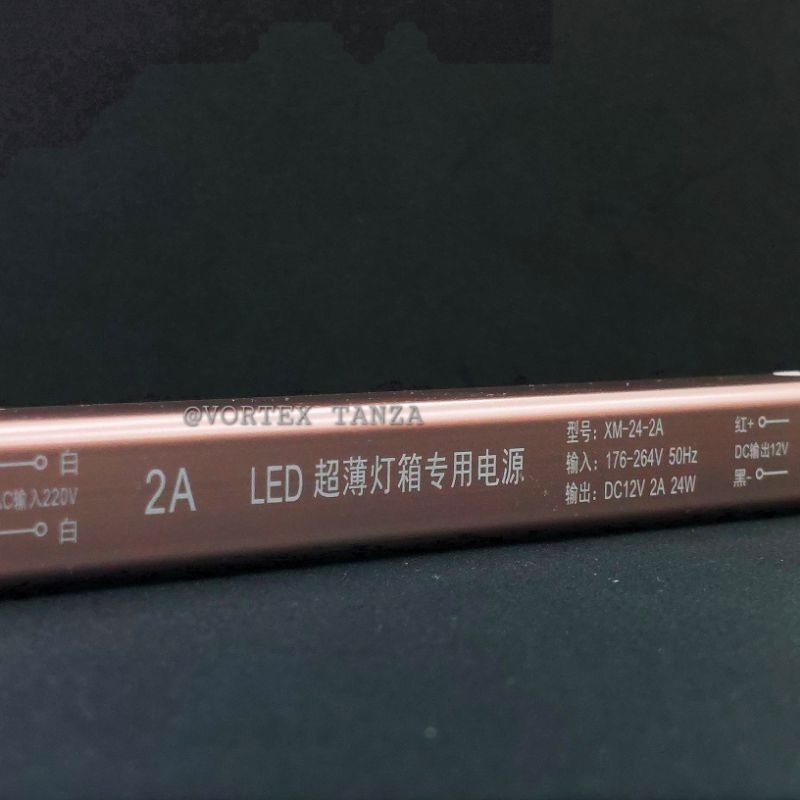 @VORTEX TANZA
白
AC输入220V
白
2A
LED 超薄灯箱专用电源
型号: XM-24-2A
输入: 176-264V 50Hz
输出: DC12V 2A 24W
红+
DC输出12V
黑-